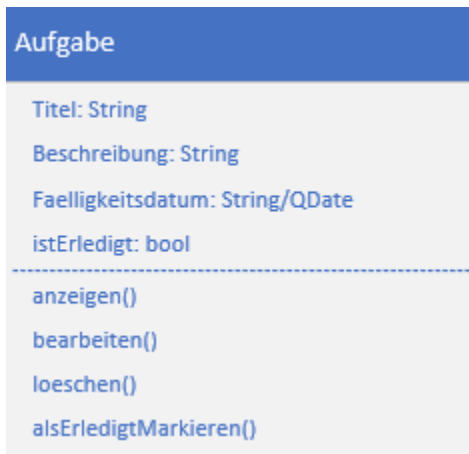 Aufgabe
Titel: String
Beschreibung: String
Faelligkeitsdatum: String/QDate
istErledigt: bool
anzeigen()
bearbeiten()
loeschen()
alsErledigtMarkieren()